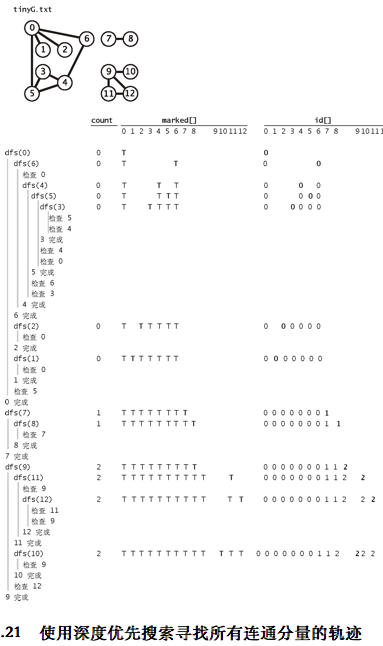 tinyG.txt
0 6 7 8
1 2
3 9 10
4
5 11 12
count marked[] id[]
0 1 2 3 4 5 6 7 8 9 10 11 12 0 1 2 3 4 5 6 7 8 9 10 11 12
dfs(0) 0 T 0
dfs(6) 0 T T 0 0
检查 0
dfs(4) 0 T T T 0 0 0
dfs(5) 0 T T T T 0 0 0 0
dfs(3) 0 T T T T T 0 0 0 0 0
检查 5
检查 4
3 完成
检查 4
检查 0
5 完成
检查 6
检查 3
4 完成
6 完成
dfs(2) 0 T T T T T T 0 0 0 0 0 0
检查 0
2 完成
dfs(1) 0 T T T T T T T 0 0 0 0 0 0 0
检查 0
1 完成
检查 5
0 完成
dfs(7) 1 T T T T T T T T 0 0 0 0 0 0 0 1
dfs(8) 1 T T T T T T T T T 0 0 0 0 0 0 0 1 1
检查 7
8 完成
7 完成
dfs(9) 2 T T T T T T T T T T 0 0 0 0 0 0 0 1 1 2
dfs(11) 2 T T T T T T T T T T T 0 0 0 0 0 0 0 1 1 2 2
检查 9
dfs(12) 2 T T T T T T T T T T T T 0 0 0 0 0 0 0 1 1 2 2 2
检查 11
检查 9
12 完成
11 完成
dfs(10) 2 T T T T T T T T T T T T T 0 0 0 0 0 0 0 1 1 2 2 2 2
检查 9
10 完成
检查 12
9 完成
.21 使用深度优先搜索寻找所有连通分量的轨迹